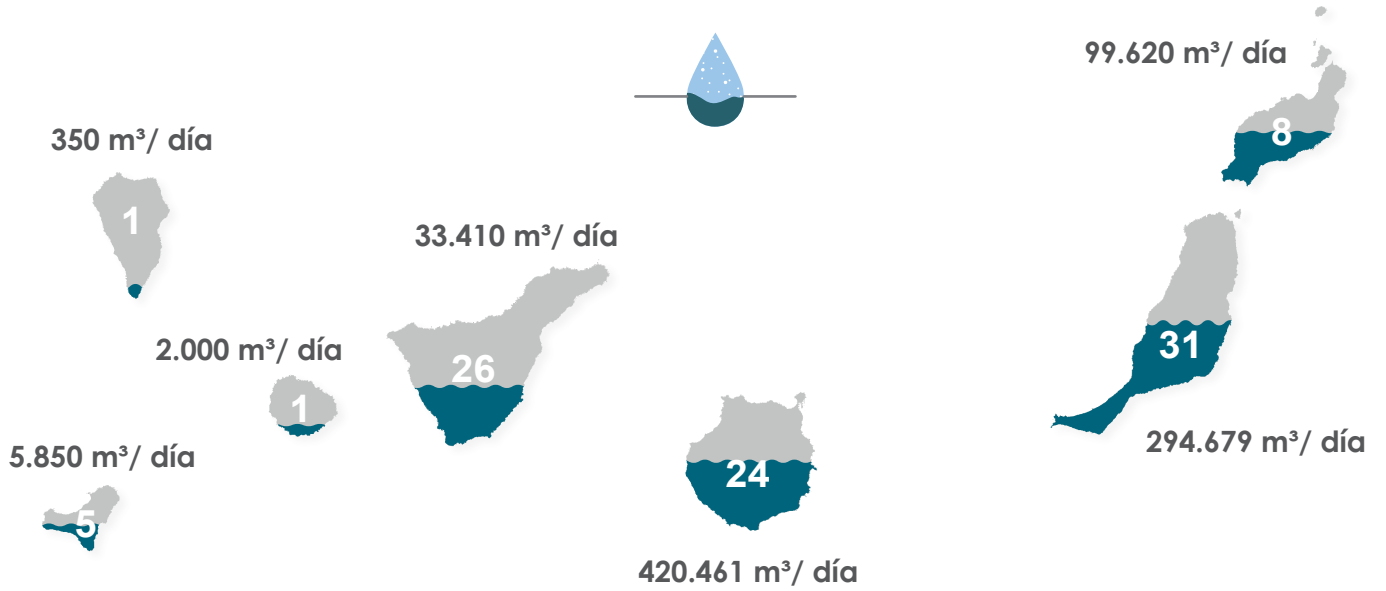 99.620 m³/ día
8
350 m³/ día
1
33.410 m³/ día
26
2.000 m³/ día
1
31
294.679 m³/ día
5.850 m³/ día
5
24
420.461 m³/ día